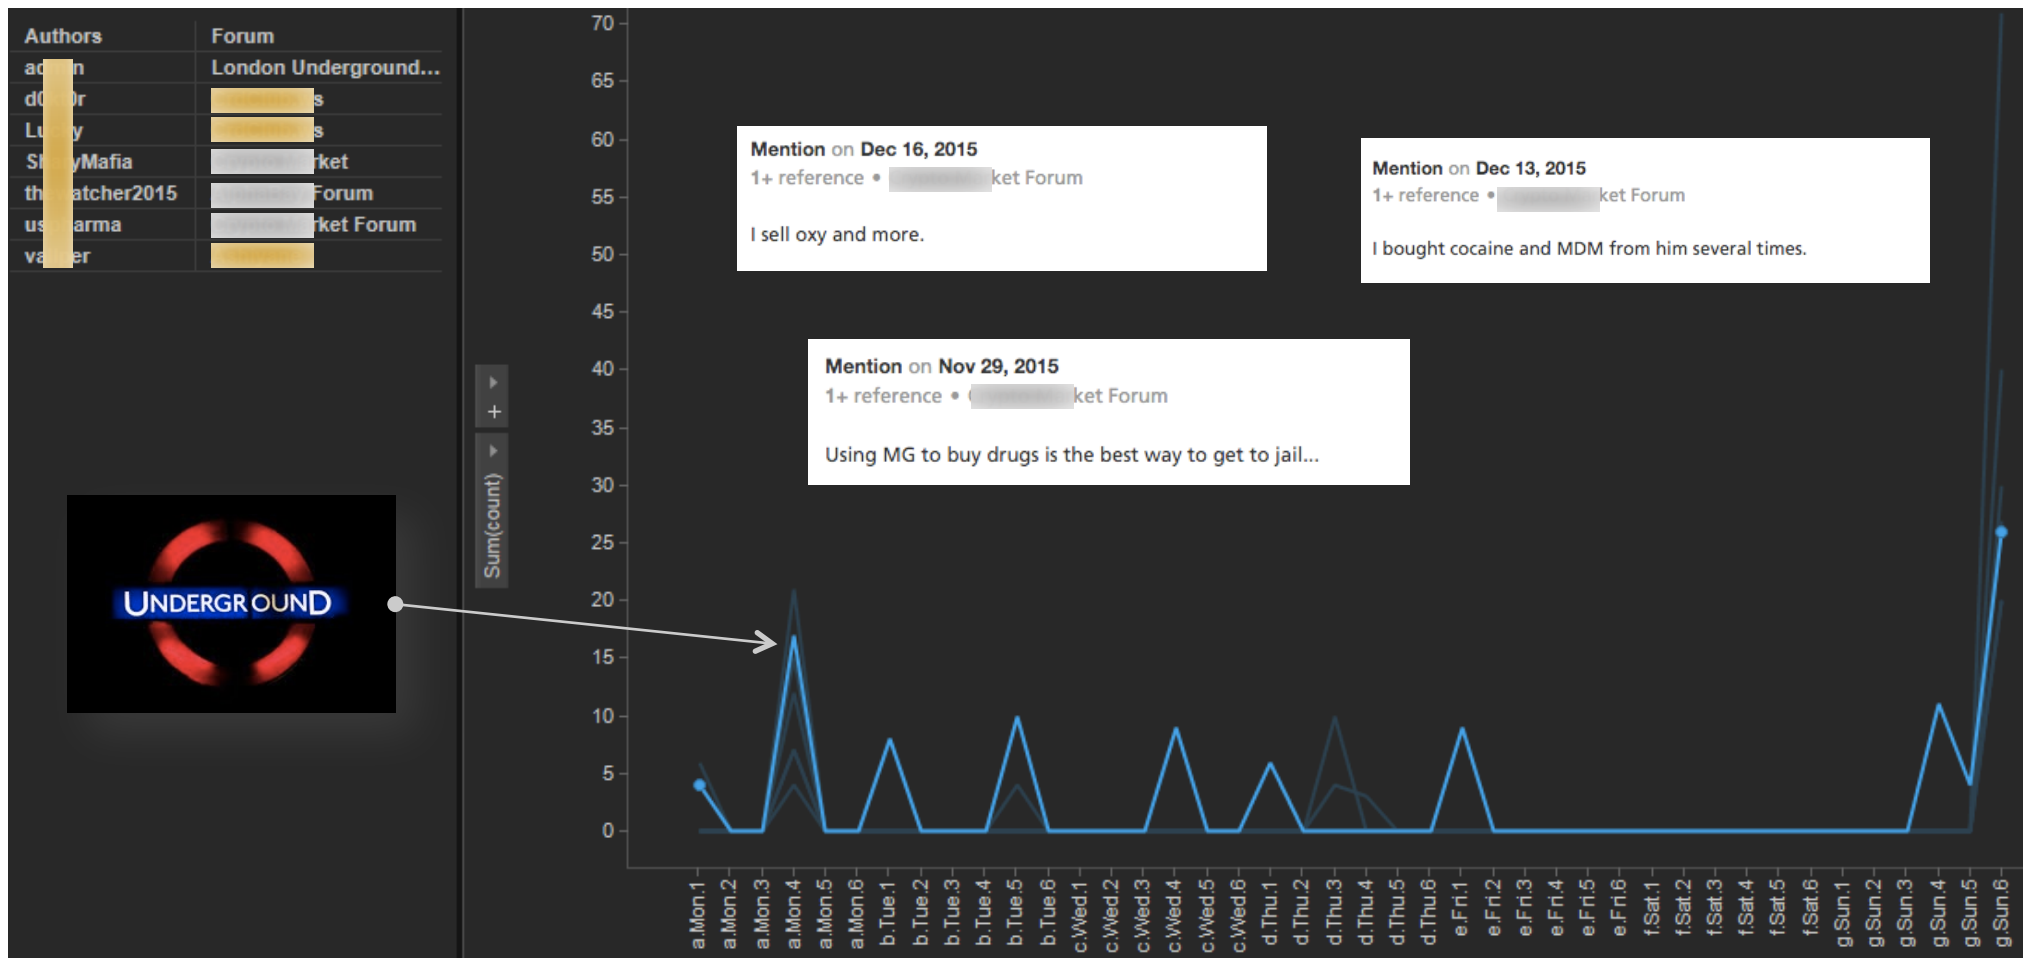 Authors Forum
London Underground...
s
s
Mafia rket
atcher2015 Forum
arma rket Forum
UNDERGROUND
+
Sum(count)
70
65
60
55
50
45
40
35
30
25
20
15
10
5
0
Mention on Dec 16, 2015
1+ reference • ket Forum
I sell oxy and more.
Mention on Dec 13, 2015
1+ reference • ket Forum
I bought cocaine and MDM from him several times.
Mention on Nov 29, 2015
1+ reference • ket Forum
Using MG to buy drugs is the best way to get to jail...
a.Mon.1
a.Mon.2
a.Mon.3
a.Mon.4
a.Mon.5
a.Mon.6
b.Tue.1
b.Tue.2
b.Tue.3
b.Tue.4
b.Tue.5
b.Tue.6
c.Wed.1
c.Wed.2
c.Wed.3
c.Wed.4
c.Wed.5
c.Wed.6
d.Thu.1
d.Thu.2
d.Thu.3
d.Thu.4
d.Thu.5
d.Thu.6
e.Fri.1
e.Fri.2
e.Fri.3
e.Fri.4
e.Fri.5
e.Fri.6
f.Sat.1
f.Sat.2
f.Sat.3
f.Sat.4
f.Sat.5
f.Sat.6
g.Sun.1
g.Sun.2
g.Sun.3
g.Sun.4
g.Sun.5
g.Sun.6